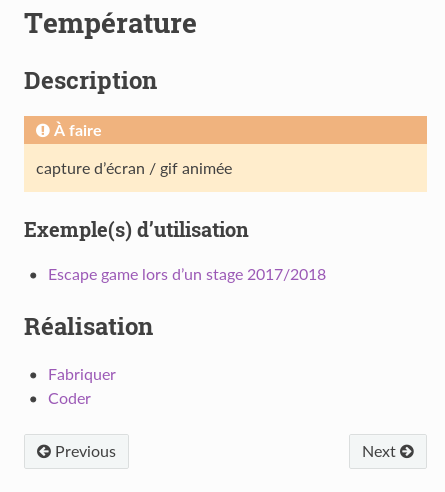 Température
Description
À faire
capture d’écran / gif animée
Exemple(s) d’utilisation
Escape game lors d’un stage 2017/2018
Réalisation
Fabriquer
Coder
Previous
Next